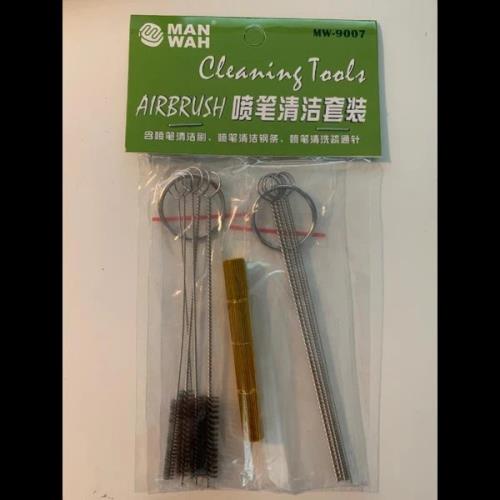 MAN WAH
MW-9007
Cleaning Tools
AIRBRUSH 喷笔清洁套装
含喷笔清洁刷、喷笔清洁钢条、喷笔清洗疏通针